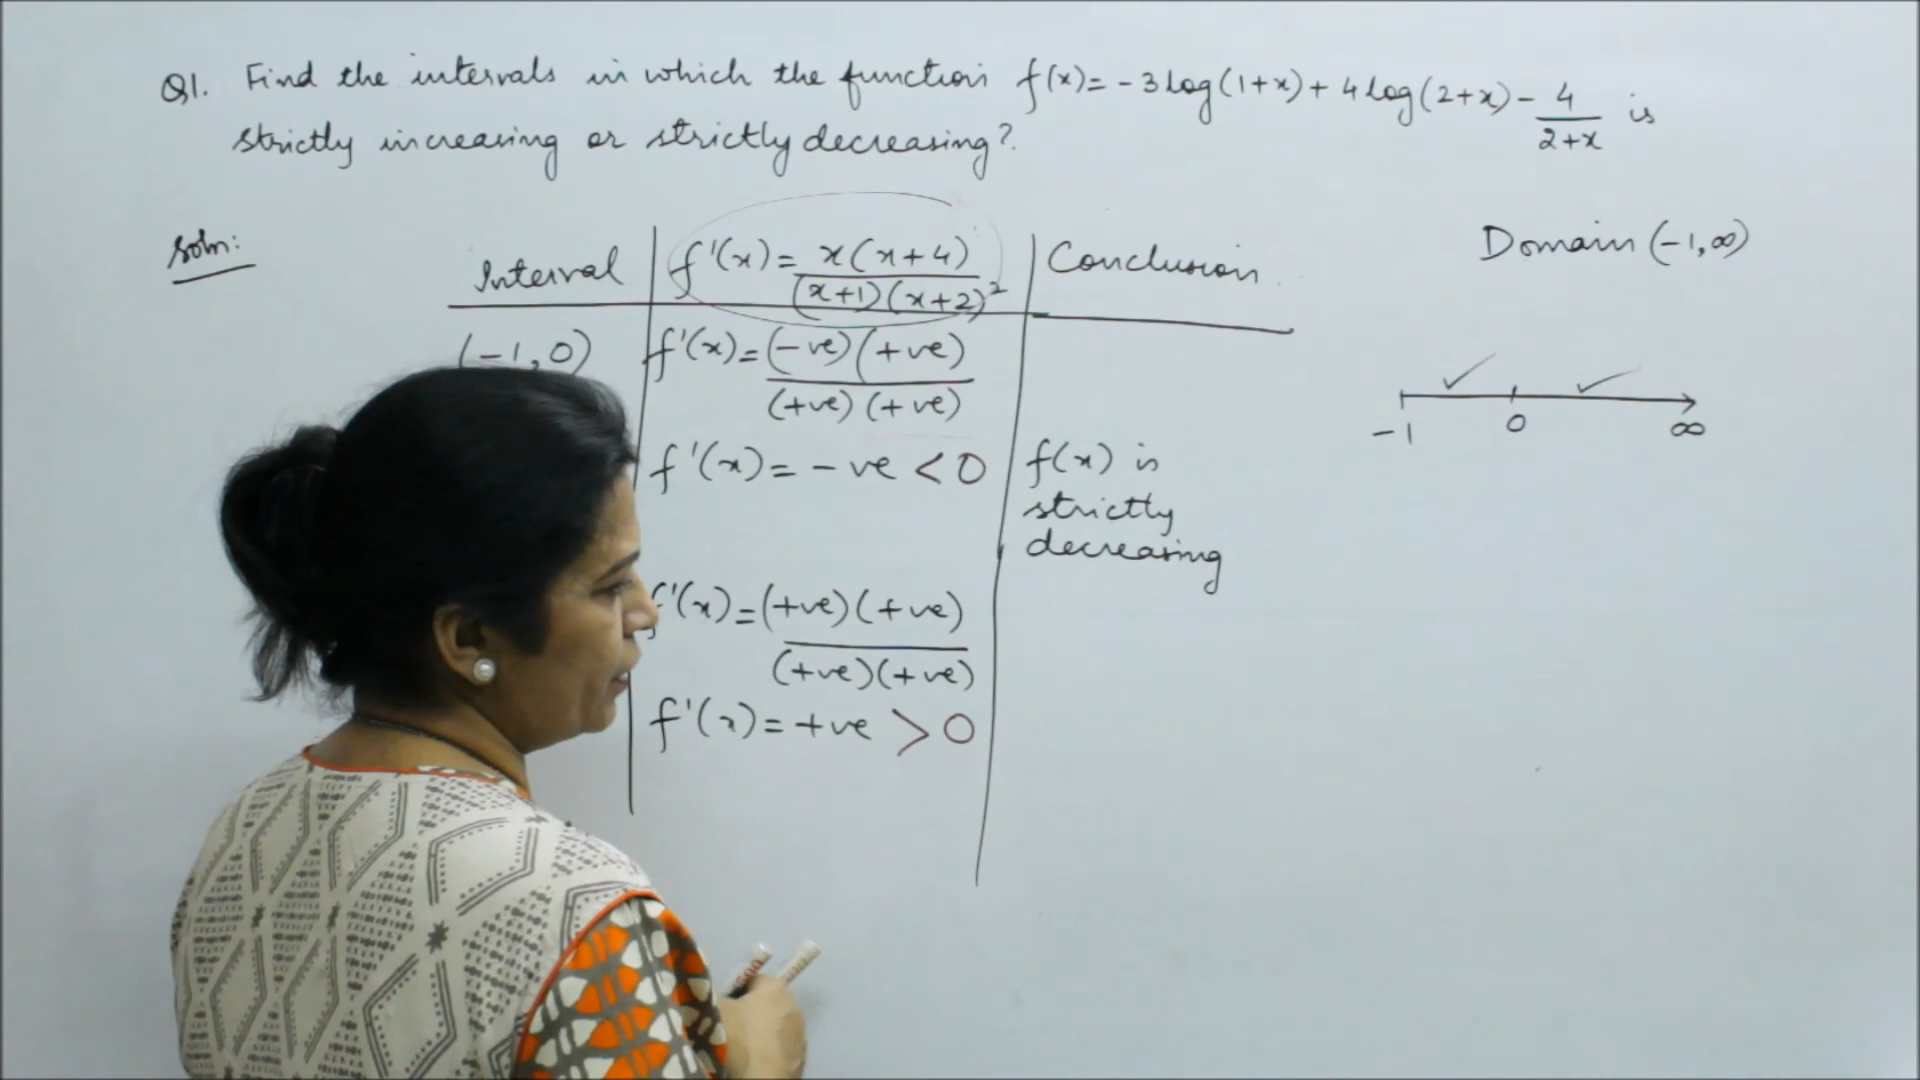 Q1. Find the intervals in which the function f(x) = -3 log(1+x) + 4 log(2+x) - 4/(2+x) is
strictly increasing or strictly decreasing?
Soln:
Interval | f'(x) = x(x+4)/((x+1)(x+2)²) | Conclusion
Domain (-1, ∞)
(-1, 0)
f'(x) = (-ve)(+ve)/((+ve)(+ve))
f'(x) = -ve < 0
f(x) is
strictly
decreasing
f'(x) = (+ve)(+ve)/((+ve)(+ve))
f'(x) = +ve > 0
-1 0 ∞